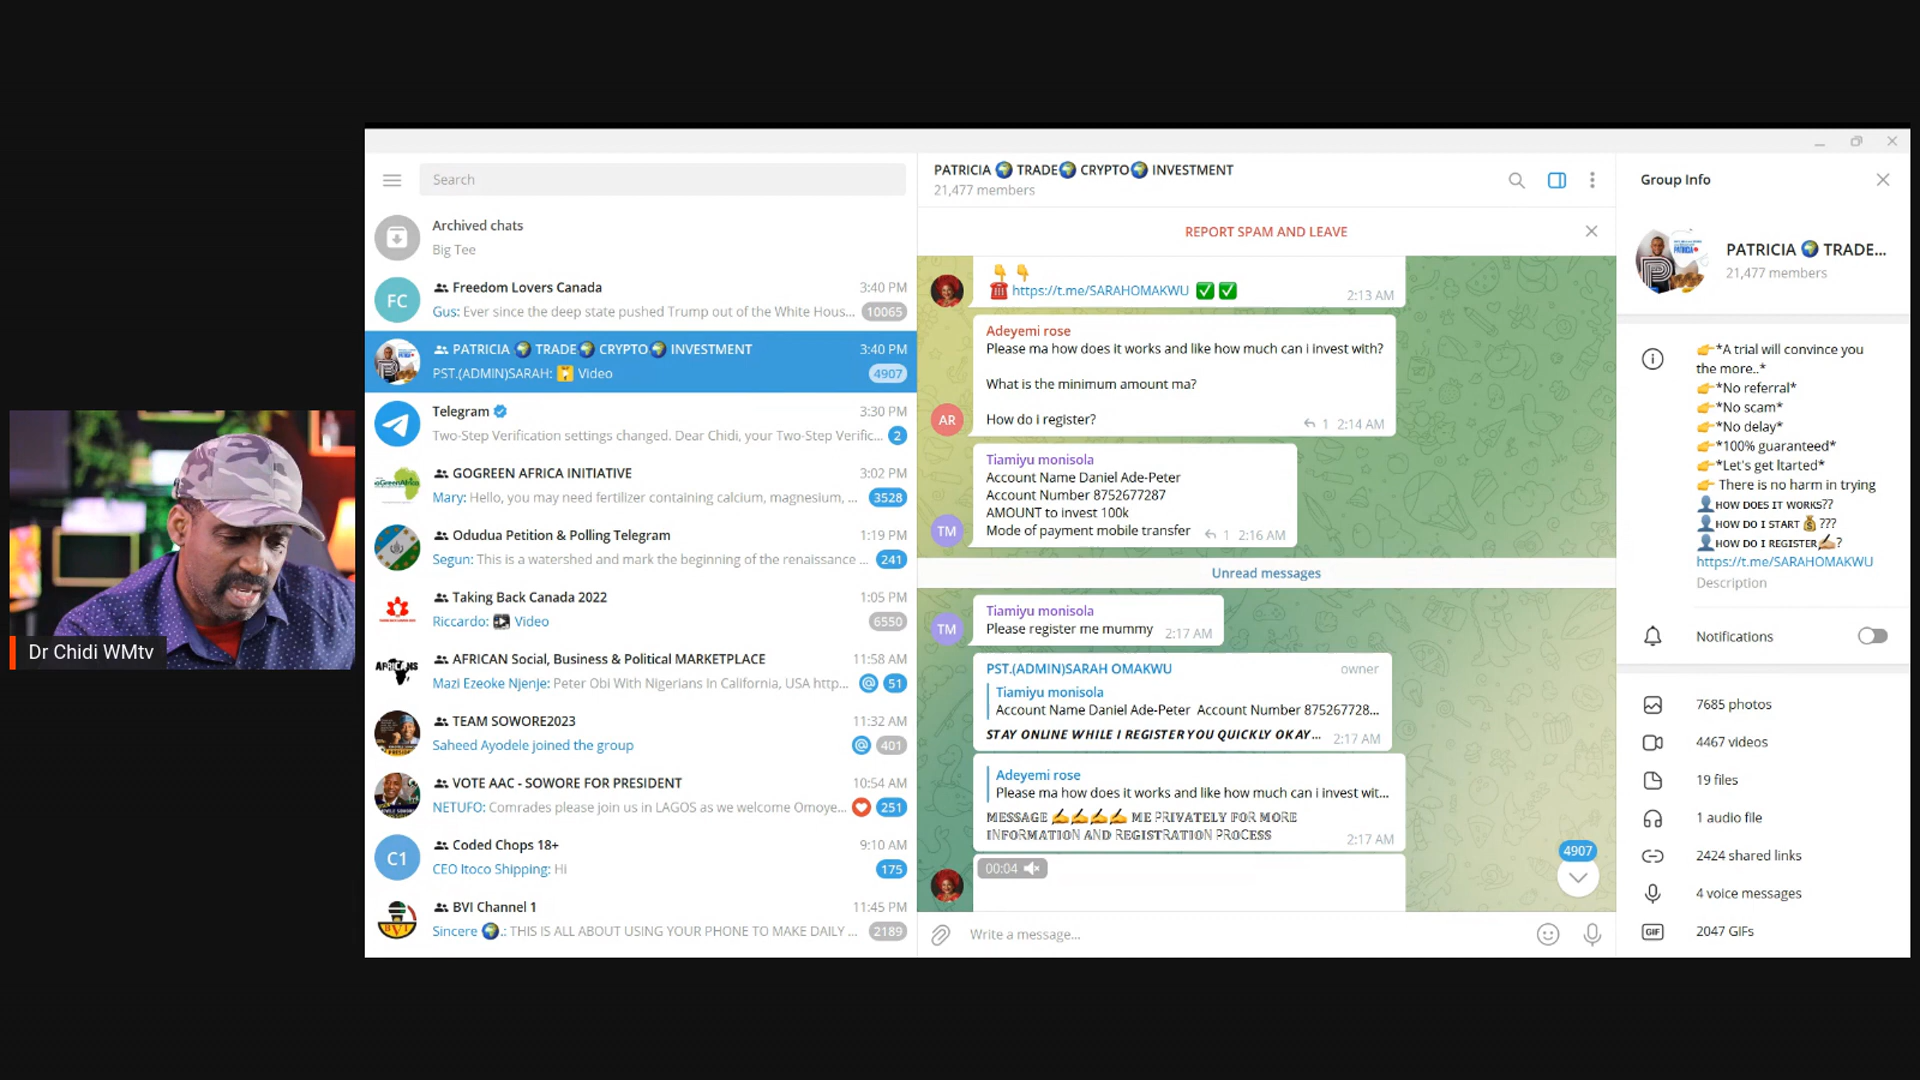 Search
Archived chats
Big Tee
FC
Freedom Lovers Canada 3:40 PM
Gus: Ever since the deep state pushed Trump out of the White Hous... 10065
PATRICIA 🌍 TRADE🌍 CRYPTO🌍 INVESTMENT 3:40 PM
PST.(ADMIN)SARAH: Video 4907
Telegram 3:30 PM
Two-Step Verification settings changed. Dear Chidi, your Two-Step Verific... 2
GOGREEN AFRICA INITIATIVE 3:02 PM
Mary: Hello, you may need fertilizer containing calcium, magnesium, ... 3528
Odudua Petition & Polling Telegram 1:19 PM
Segun: This is a watershed and mark the beginning of the renaissance ... 241
Taking Back Canada 2022 1:05 PM
Riccardo: Video 6550
AFRICAN Social, Business & Political MARKETPLACE 11:58 AM
Mazi Ezeoke Njenje: Peter Obi With Nigerians In California, USA http... @ 51
TEAM SOWORE2023 11:32 AM
Saheed Ayodele joined the group @ 401
VOTE AAC - SOWORE FOR PRESIDENT 10:54 AM
NETUFO: Comrades please join us in LAGOS as we welcome Omoye... 251
C1
Coded Chops 18+ 9:10 AM
CEO Itoco Shipping: Hi 175
BVI
BVI Channel 1 11:45 PM
Sincere 🌍.: THIS IS ALL ABOUT USING YOUR PHONE TO MAKE DAILY ... 2189
PATRICIA 🌍 TRADE🌍 CRYPTO🌍 INVESTMENT
21,477 members
REPORT SPAM AND LEAVE
👇 👇
☎️ https://t.me/SARAHOMAKWU ✅ ✅ 2:13 AM
Adeyemi rose
Please ma how does it works and like how much can i invest with?
What is the minimum amount ma?
How do i register? 1 2:14 AM
AR
Tiamiyu monisola
Account Name Daniel Ade-Peter
Account Number 8752677287
AMOUNT to invest 100k
Mode of payment mobile transfer 1 2:16 AM
TM
Unread messages
Tiamiyu monisola
Please register me mummy 2:17 AM
TM
PST.(ADMIN)SARAH OMAKWU owner
Tiamiyu monisola
Account Name Daniel Ade-Peter Account Number 875267728...
STAY ONLINE WHILE I REGISTER YOU QUICKLY OKAY... 2:17 AM
Adeyemi rose
Please ma how does it works and like how much can i invest wit...
MESSAGE ✍️✍️✍️✍️ ME PRIVATELY FOR MORE
INFORMATION AND REGISTRATION PROCESS 2:17 AM
00:04
4907
Write a message...
Group Info
PATRICIA 🌍 TRADE...
21,477 members
👉*A trial will convince you
the more..*
👉*No referral*
👉*No scam*
👉*No delay*
👉*100% guaranteed*
👉*Let's get ltarted*
👉 There is no harm in trying
👤HOW DOES IT WORKS??
👤HOW DO I START 💰???
👤HOW DO I REGISTER✍️?
https://t.me/SARAHOMAKWU
Description
Notifications
7685 photos
4467 videos
19 files
1 audio file
2424 shared links
4 voice messages
GIF
2047 GIFs
Dr Chidi WMtv